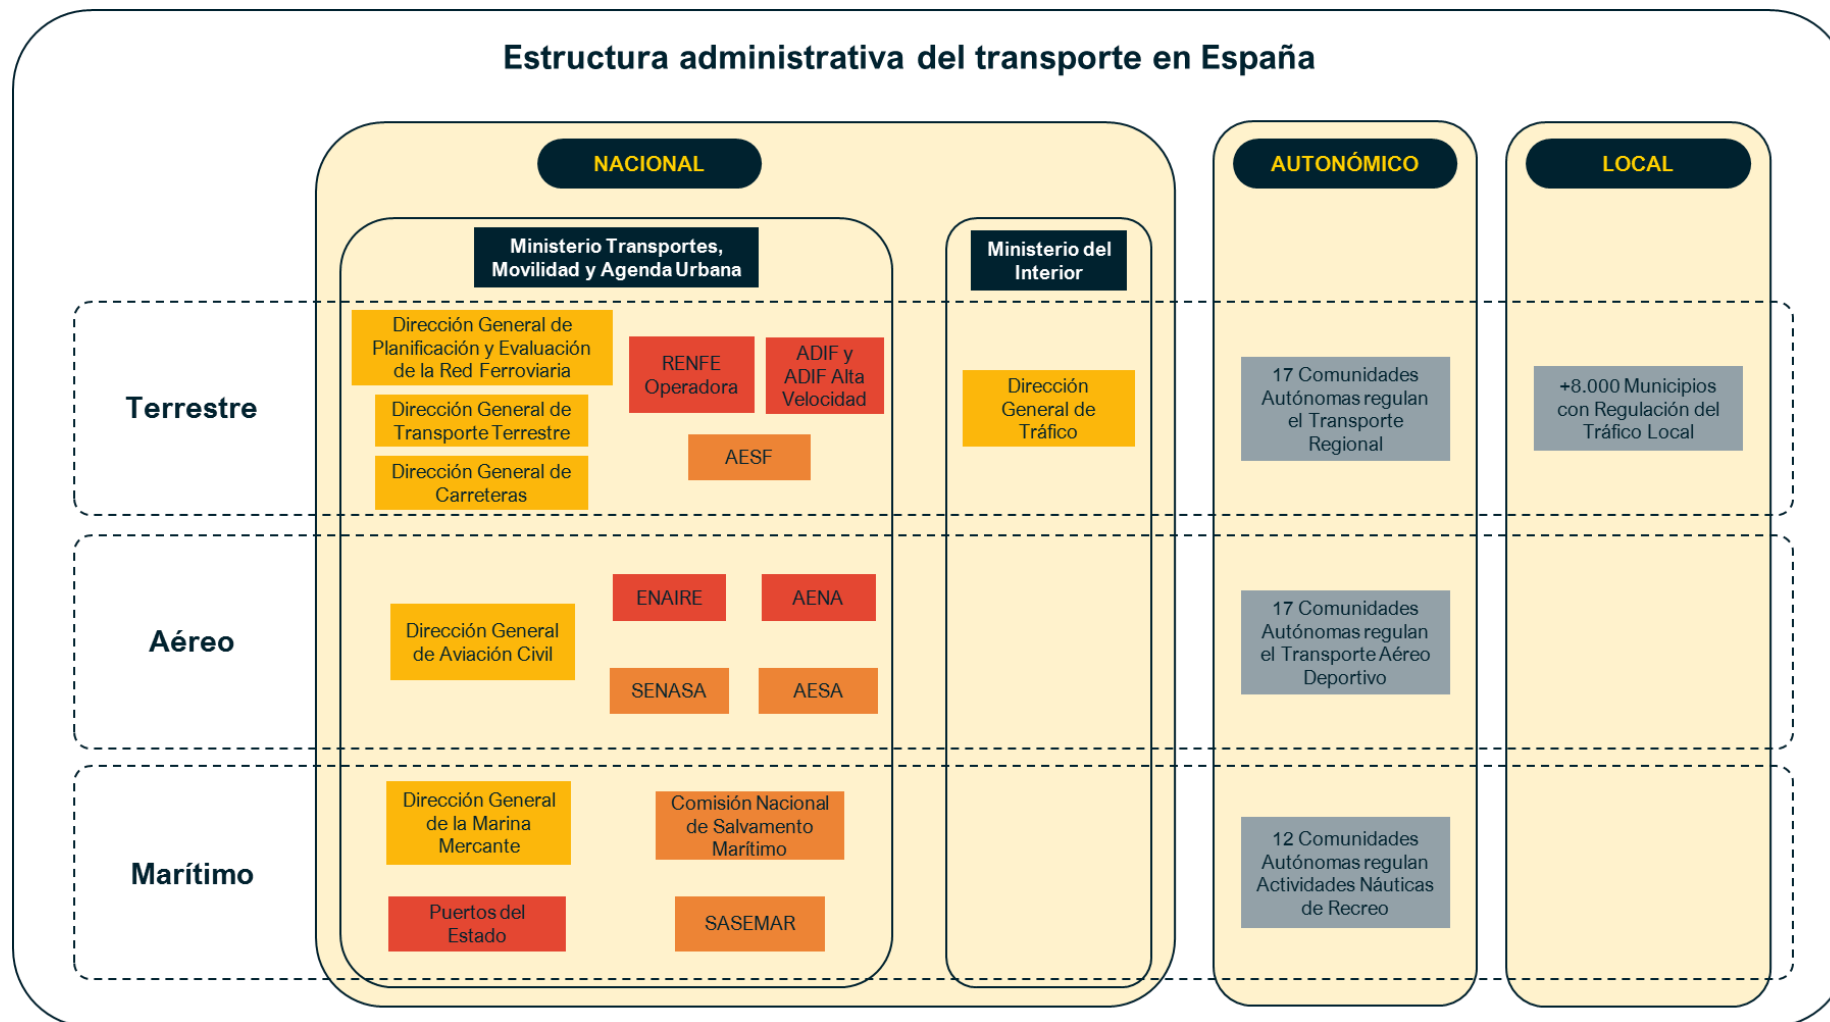 Estructura administrativa del transporte en España
NACIONAL
AUTONÓMICO
LOCAL
Ministerio Transportes,
Movilidad y Agenda Urbana
Ministerio del
Interior
Terrestre
Dirección General de
Planificación y Evaluación
de la Red Ferroviaria
Dirección General de
Transporte Terrestre
Dirección General de
Carreteras
RENFE
Operadora
ADIF y
ADIF Alta
Velocidad
AESF
Dirección
General de
Tráfico
17 Comunidades
Autónomas regulan
el Transporte
Regional
+8.000 Municipios
con Regulación del
Tráfico Local
Aéreo
Dirección General
de Aviación Civil
ENAIRE
AENA
SENASA
AESA
17 Comunidades
Autónomas regulan
el Transporte Aéreo
Deportivo
Marítimo
Dirección General
de la Marina
Mercante
Comisión Nacional
de Salvamento
Marítimo
Puertos del
Estado
SASEMAR
12 Comunidades
Autónomas regulan
Actividades Náuticas
de Recreo